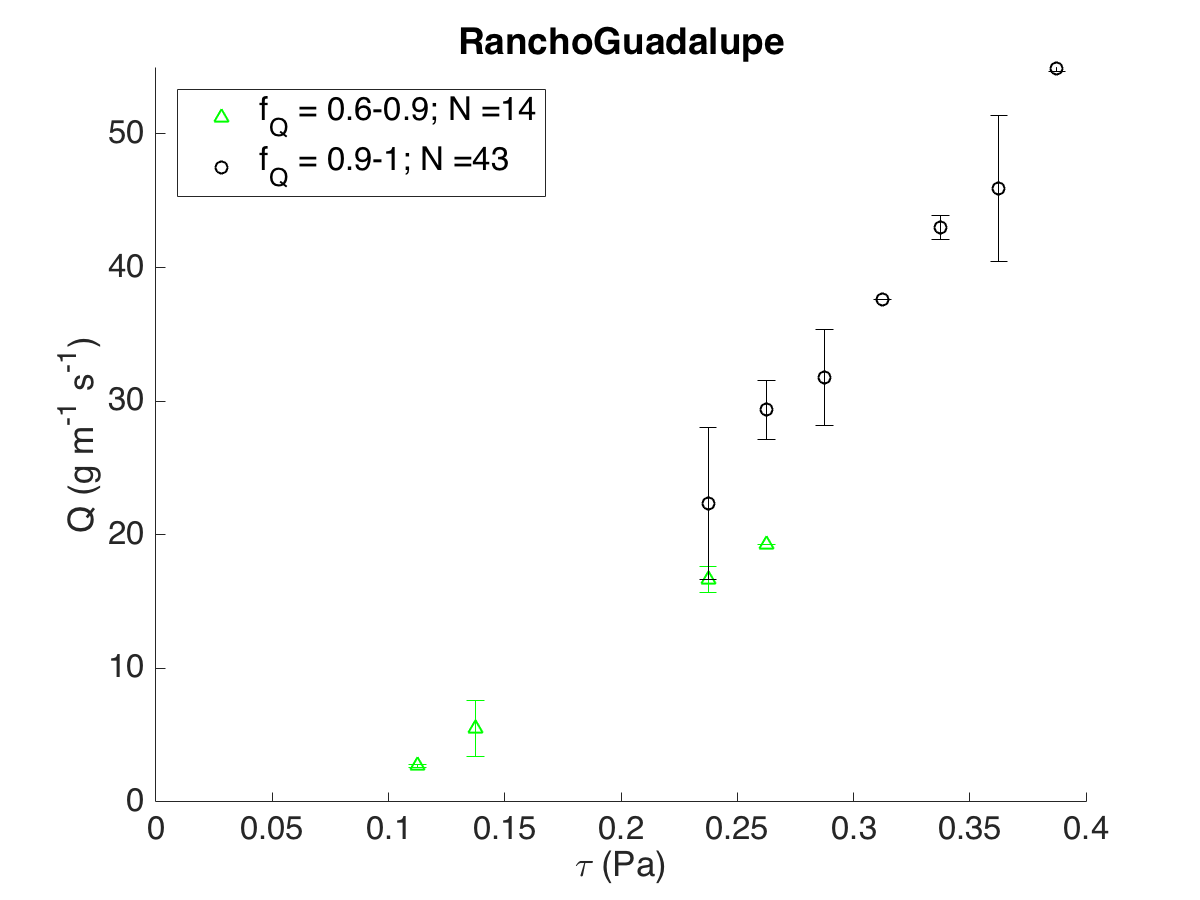 RanchoGuadalupe
f_Q = 0.6-0.9; N =14
f_Q = 0.9-1; N =43
50
40
30
20
10
0
Q (g m^-1 s^-1)
0 0.05 0.1 0.15 0.2 0.25 0.3 0.35 0.4
τ (Pa)